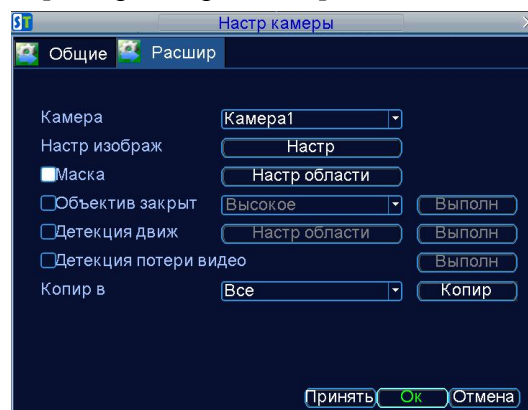 ST Настр камеры
Общие Расшир
Камера Камера1
Настр изображ Настр
Маска Настр области
Объектив закрыт Высокое Выполн
Детекция движ Настр области Выполн
Детекция потери видео Выполн
Копир в Все Копир
Принять Ок Отмена